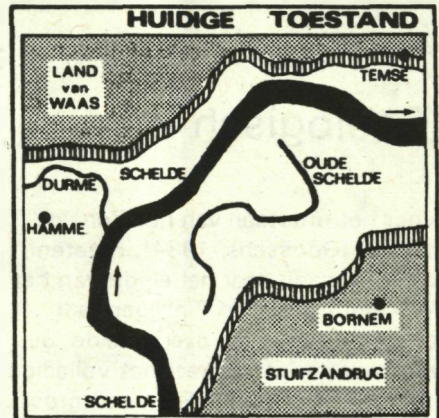 HUIDIGE TOESTAND
LAND
van
WAAS
TEMSE
DURME
SCHELDE
OUDE
SCHELDE
HAMME
BORNEM
STUIFZANDRUG
SCHELDE